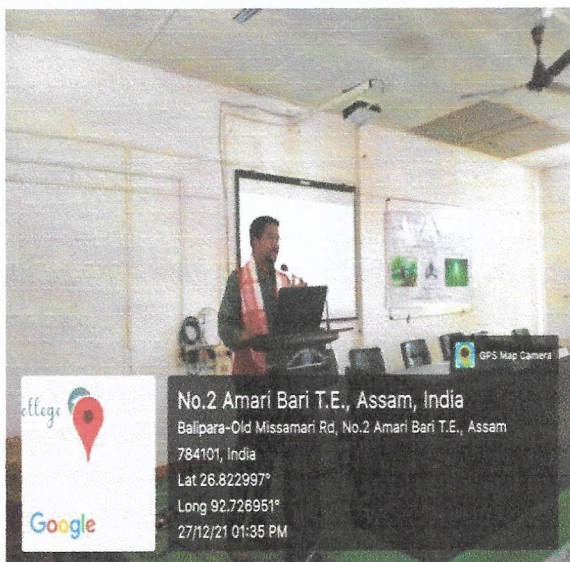 GPS Map Camera
No.2 Amari Bari T.E., Assam, India
Balipara-Old Missamari Rd, No.2 Amari Bari T.E., Assam
784101, India
Lat 26.822997°
Long 92.726951°
27/12/21 01:35 PM
ollege
Google